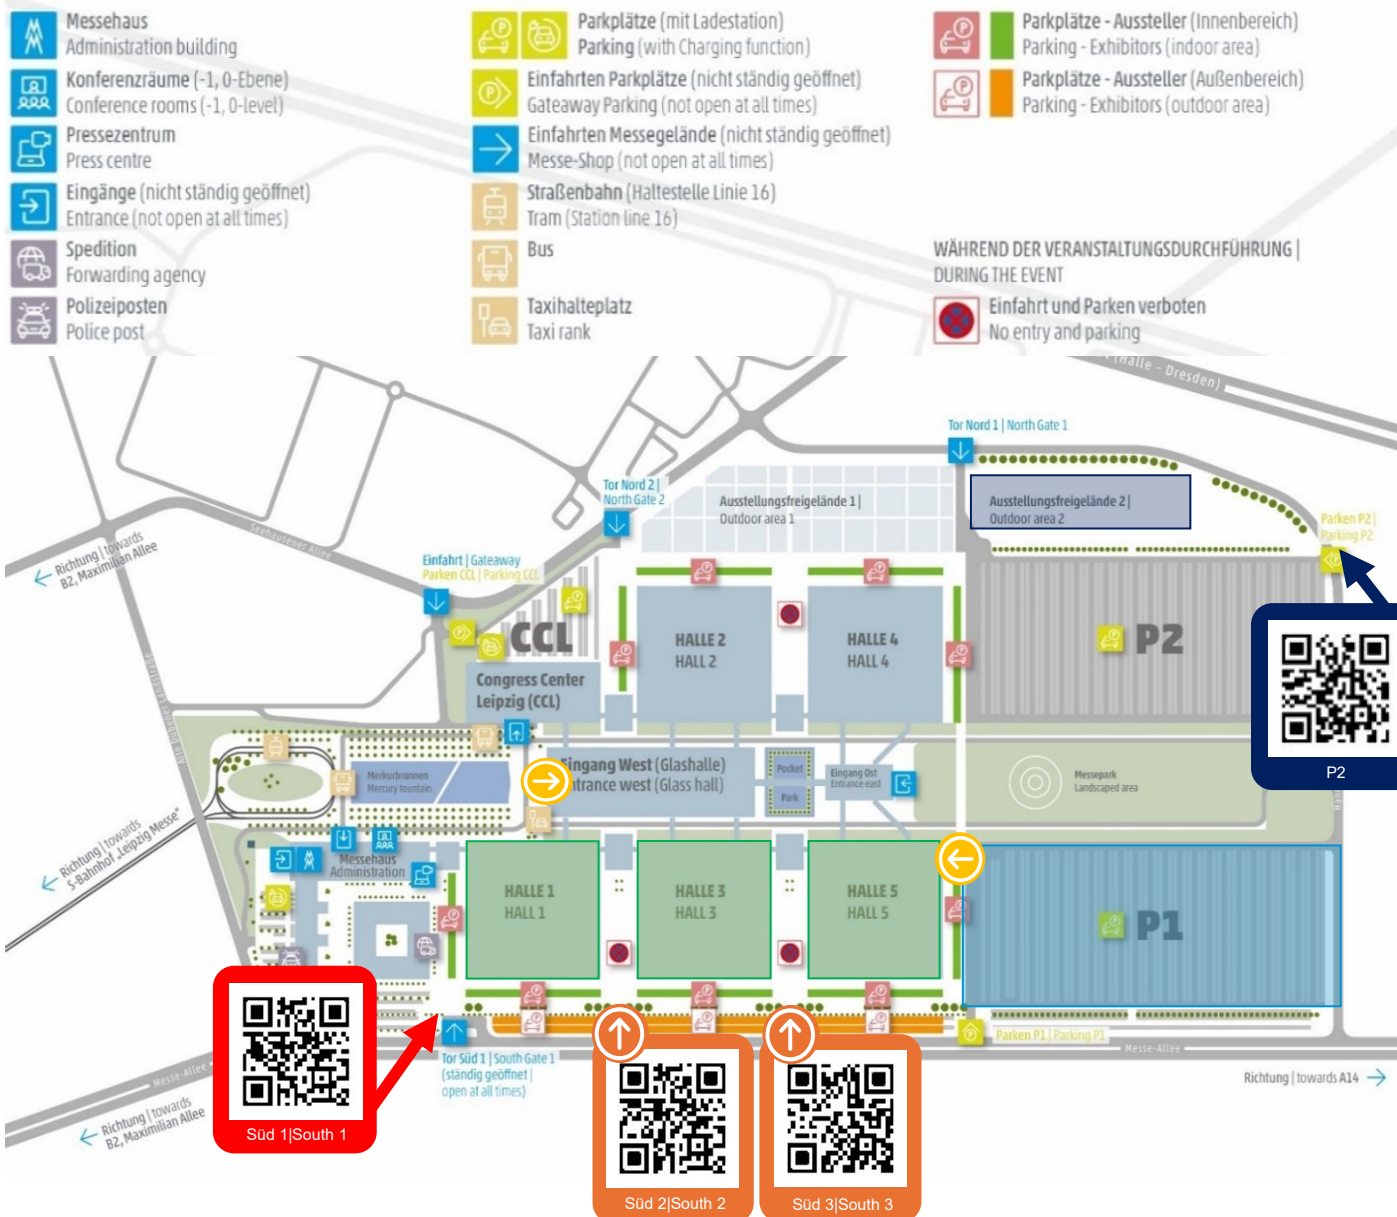 Messehaus
Administration building
Konferenzräume (-1, 0-Ebene)
Conference rooms (-1, 0-level)
Pressezentrum
Press centre
Eingänge (nicht ständig geöffnet)
Entrance (not open at all times)
Spedition
Forwarding agency
Polizeiposten
Police post
Parkplätze (mit Ladestation)
Parking (with Charging function)
Einfahrten Parkplätze (nicht ständig geöffnet)
Gateaway Parking (not open at all times)
Einfahrten Messegelände (nicht ständig geöffnet)
Messe-Shop (not open at all times)
Straßenbahn (Haltestelle Linie 16)
Tram (Station line 16)
Bus
Taxihalteplatz
Taxi rank
Parkplätze - Aussteller (Innenbereich)
Parking - Exhibitors (indoor area)
Parkplätze - Aussteller (Außenbereich)
Parking - Exhibitors (outdoor area)
WÄHREND DER VERANSTALTUNGSDURCHFÜHRUNG |
DURING THE EVENT
Einfahrt und Parken verboten
No entry and parking
(Halle - Dresden)
Tor Nord 1 | North Gate 1
Tor Nord 2 |
North Gate 2
Ausstellungsfreigelände 1 |
Outdoor area 1
Ausstellungsfreigelände 2 |
Outdoor area 2
Parken P2 |
Parking P2
Seehausener Allee
Richtung | towards
B2, Maximilian Allee
Einfahrt | Gateaway
Parken CCL | Parking CCL
CCL
HALLE 2
HALL 2
HALLE 4
HALL 4
P2
Congress Center
Leipzig (CCL)
P2
Merkurbrunnen
Mercury fountain
Eingang West (Glashalle)
Entrance west (Glass hall)
Pocket
Park
Eingang Ost
Entrance east
Messepark
Landscaped area
Richtung | towards
S-Bahnhof „Leipzig Messe"
Messehaus
Administration
HALLE 1
HALL 1
HALLE 3
HALL 3
HALLE 5
HALL 5
P1
Süd 1|South 1
Tor Süd 1 | South Gate 1
(ständig geöffnet |
open at all times)
Parken P1 | Parking P1
Messe-Allee
Messe-Allee
Richtung | towards A14
Richtung | towards
B2, Maximilian Allee
Süd 2|South 2
Süd 3|South 3